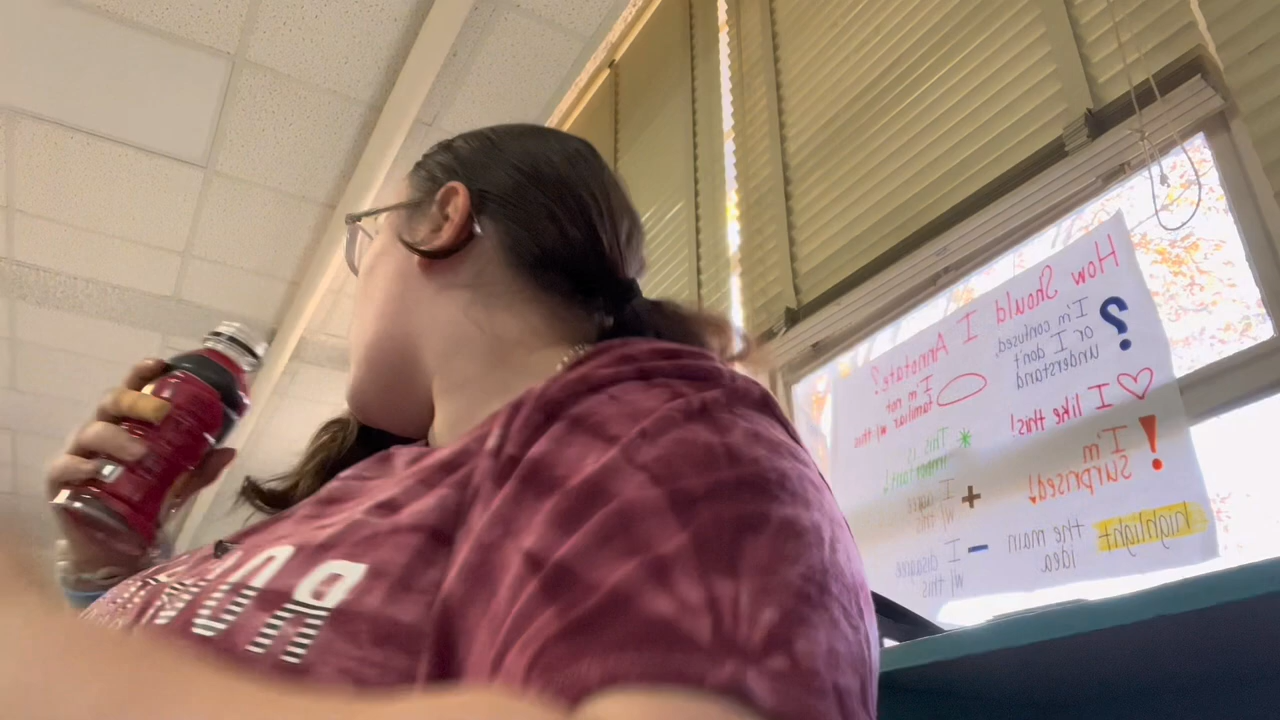 How Should I Annotate?
? I'm confused,
or I don't
understand
I'm not
familiar w/ this
♡ I like this!
* This is
important!
! I'm
Surprised!
+ I agree
w/ this
highlight the main
idea
- I disagree
w/ this